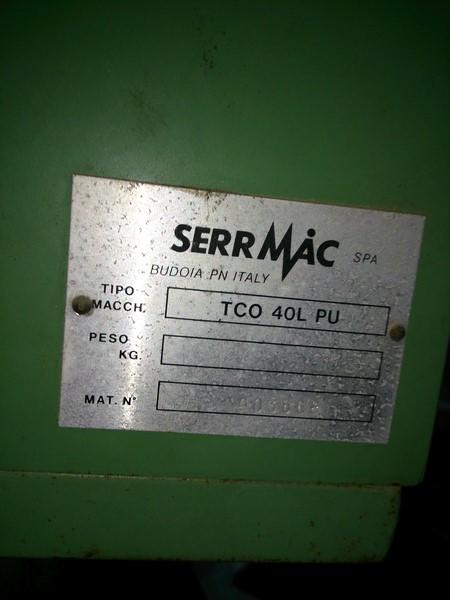 SERRMAC SPA
BUDOIA PN ITALY
TIPO
MACCH. TCO 40L PU
PESO
KG.
MAT. N°